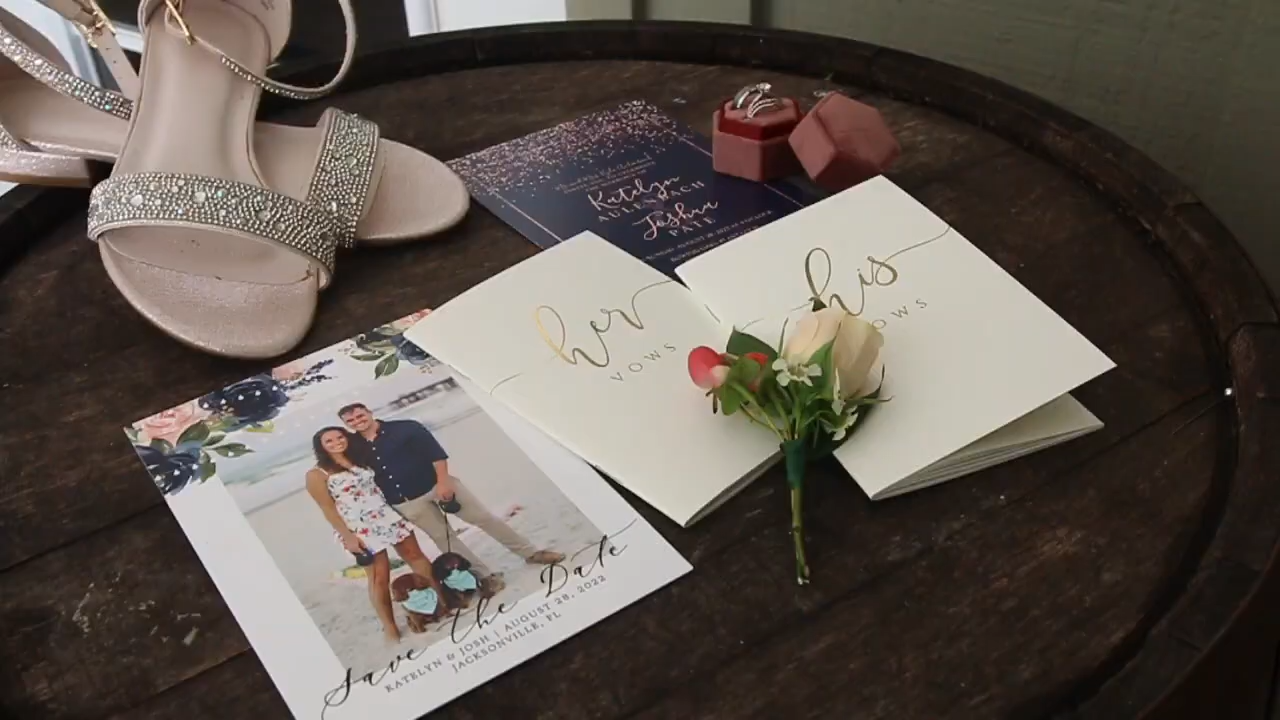 Katelyn
AULENBACH
Joshua
PATE
her
VOWS
his
VOWS
Save the Date
KATELYN & JOSH | AUGUST 28, 2022
JACKSONVILLE, FL